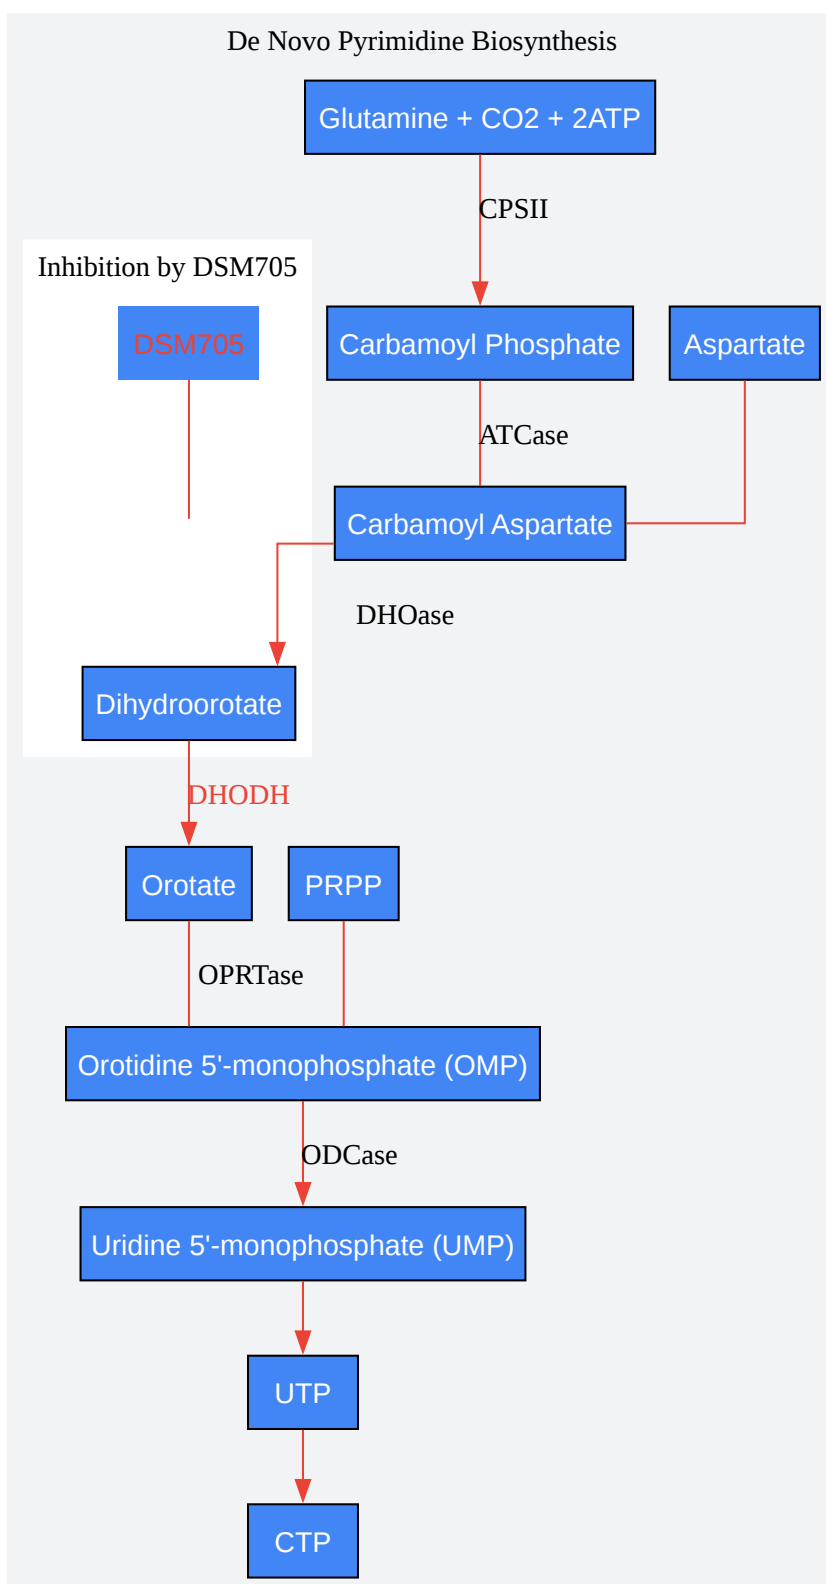 De Novo Pyrimidine Biosynthesis
Glutamine + CO2 + 2ATP
CPSII
Inhibition by DSM705
DSM705
Carbamoyl Phosphate
Aspartate
ATCase
Carbamoyl Aspartate
DHOase
Dihydroorotate
DHODH
Orotate
PRPP
OPRTase
Orotidine 5'-monophosphate (OMP)
ODCase
Uridine 5'-monophosphate (UMP)
UTP
CTP